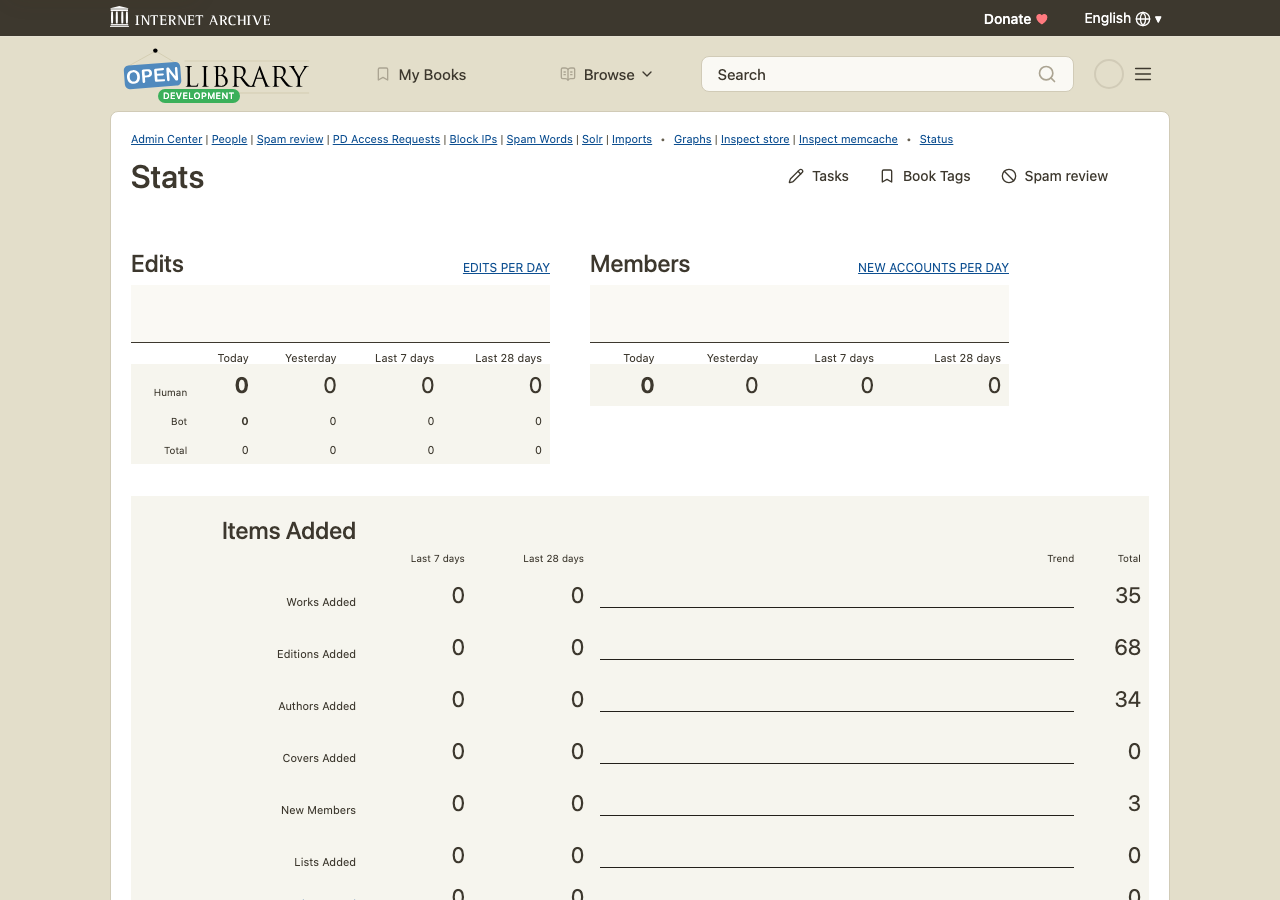 INTERNET ARCHIVE
Donate
English ▾
OPEN LIBRARY
DEVELOPMENT
My Books
Browse
Search
Admin Center | People | Spam review | PD Access Requests | Block IPs | Spam Words | Solr | Imports • Graphs | Inspect store | Inspect memcache • Status
Stats
Tasks
Book Tags
Spam review
Edits
EDITS PER DAY
Today Yesterday Last 7 days Last 28 days
Human 0 0 0 0
Bot 0 0 0 0
Total 0 0 0 0
Members
NEW ACCOUNTS PER DAY
Today Yesterday Last 7 days Last 28 days
0 0 0 0
Items Added
Last 7 days Last 28 days Trend Total
Works Added 0 0 35
Editions Added 0 0 68
Authors Added 0 0 34
Covers Added 0 0 0
New Members 0 0 3
Lists Added 0 0 0
0 0 0